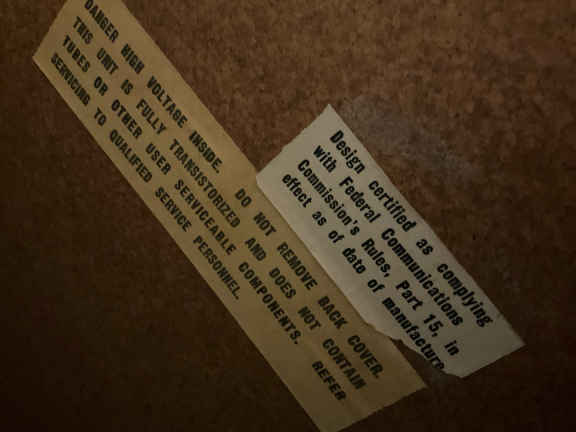 DANGER HIGH VOLTAGE INSIDE. DO NOT REMOVE BACK COVER.
THIS UNIT IS FULLY TRANSISTORIZED AND DOES NOT CONTAIN
TUBES OR OTHER USER SERVICEABLE COMPONENTS. REFER
SERVICING TO QUALIFIED SERVICE PERSONNEL.
Design certified as complying
with Federal Communications
Commission's Rules, Part 15, in
effect as of date of manufacture.